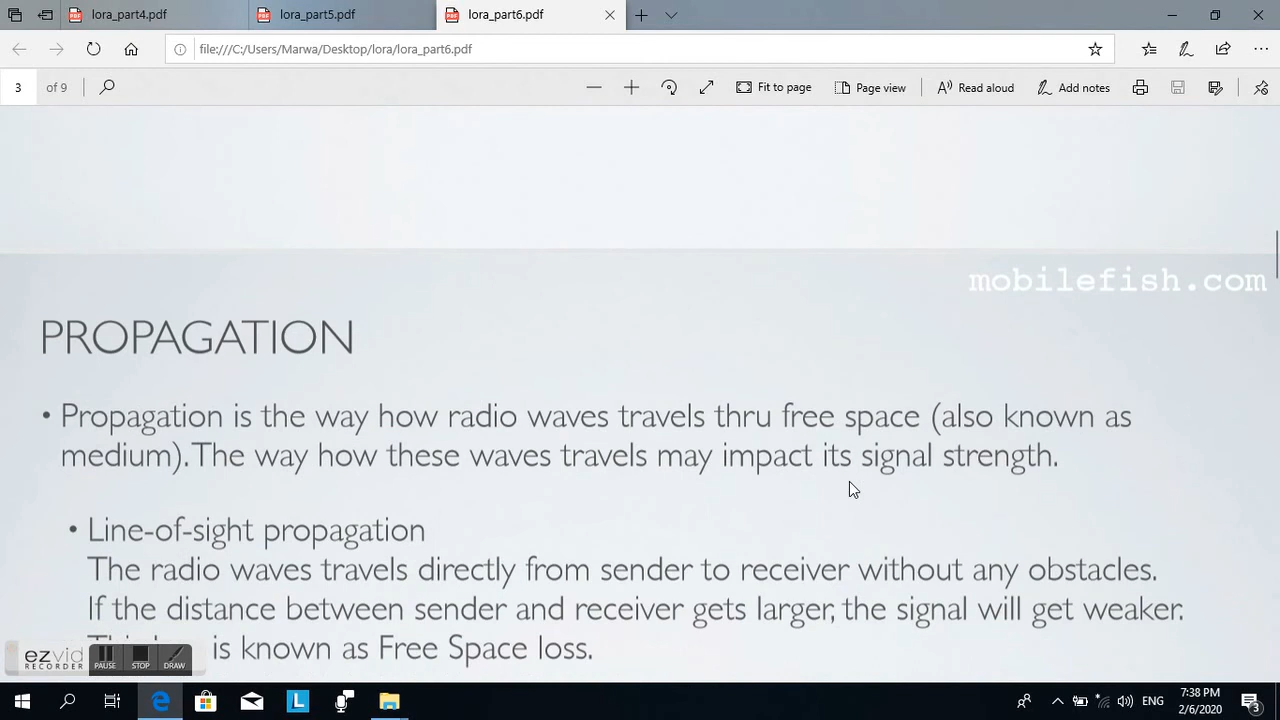 lora_part4.pdf
lora_part5.pdf
lora_part6.pdf
file:///C:/Users/Marwa/Desktop/lora/lora_part6.pdf
3 of 9
Fit to page
Page view
Read aloud
Add notes
mobilefish.com
PROPAGATION
• Propagation is the way how radio waves travels thru free space (also known as
medium). The way how these waves travels may impact its signal strength.
• Line-of-sight propagation
The radio waves travels directly from sender to receiver without any obstacles.
If the distance between sender and receiver gets larger, the signal will get weaker.
is known as Free Space loss.
ezvid
RECORDER
PAUSE
STOP
DRAW
ENG
7:38 PM
2/6/2020
3